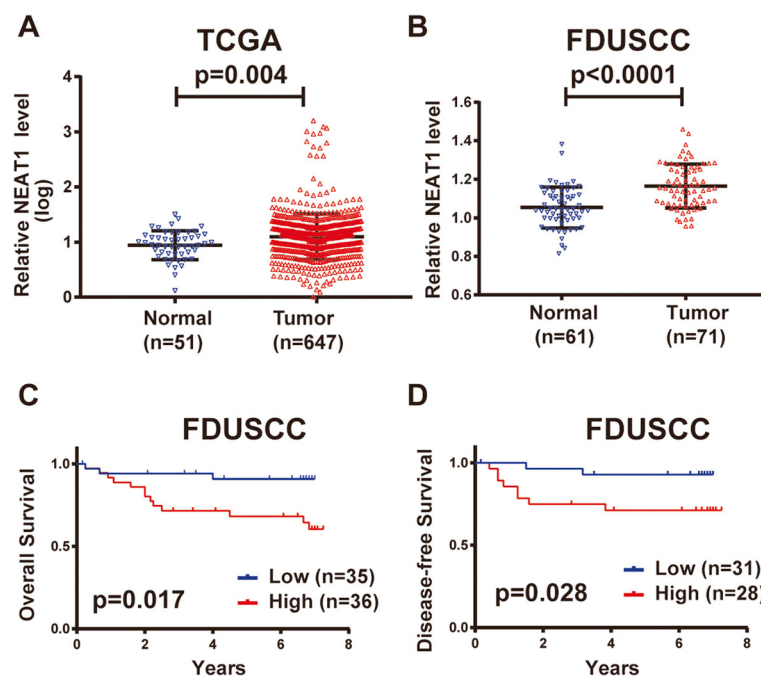 A
TCGA
p=0.004
Relative NEAT1 level
(log)
4
3
2
1
0
Normal
(n=51)
Tumor
(n=647)
B
FDUSCC
p<0.0001
Relative NEAT1 level
1.6
1.4
1.2
1.0
0.8
0.6
Normal
(n=61)
Tumor
(n=71)
C
FDUSCC
Overall Survival
1.0
0.5
0.0
p=0.017
Low (n=35)
High (n=36)
0 2 4 6 8
Years
D
FDUSCC
Disease-free Survival
1.0
0.5
0.0
p=0.028
Low (n=31)
High (n=28)
0 2 4 6 8
Years